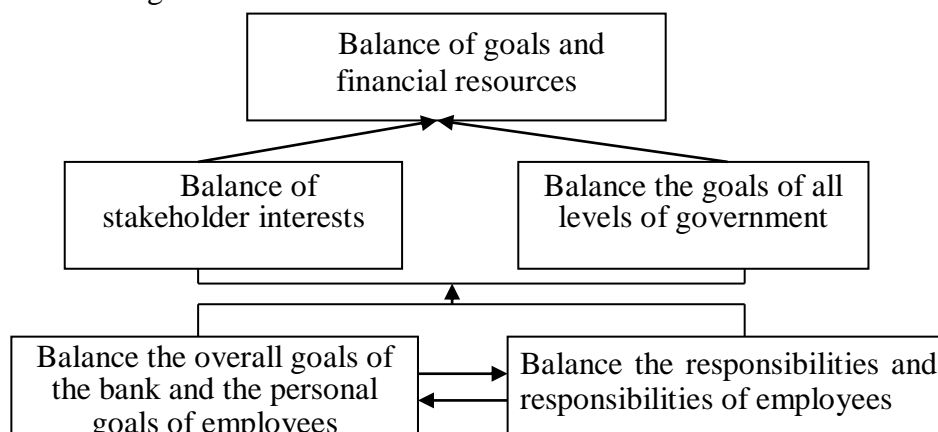 Balance of goals and
financial resources
Balance of
stakeholder interests
Balance the goals of all
levels of government
Balance the overall goals of
the bank and the personal
goals of employees
Balance the responsibilities and
responsibilities of employees